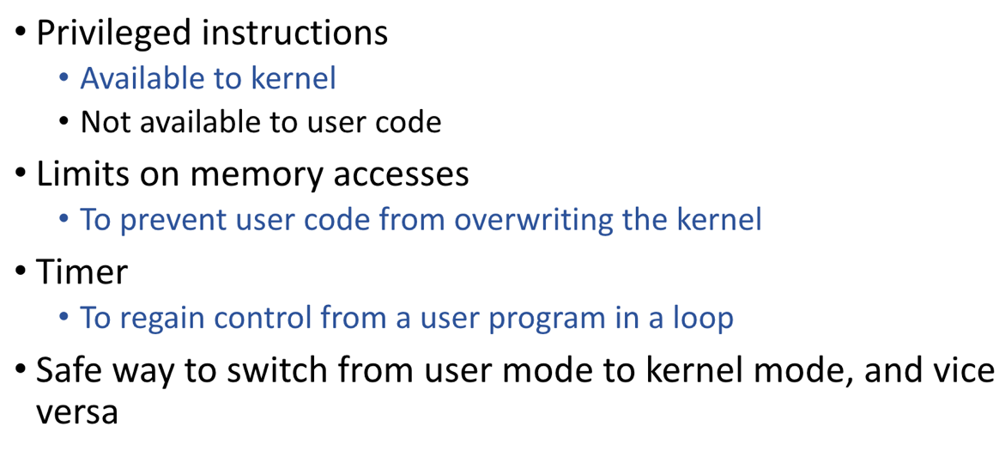 • Privileged instructions
• Available to kernel
• Not available to user code
• Limits on memory accesses
• To prevent user code from overwriting the kernel
• Timer
• To regain control from a user program in a loop
• Safe way to switch from user mode to kernel mode, and vice
versa